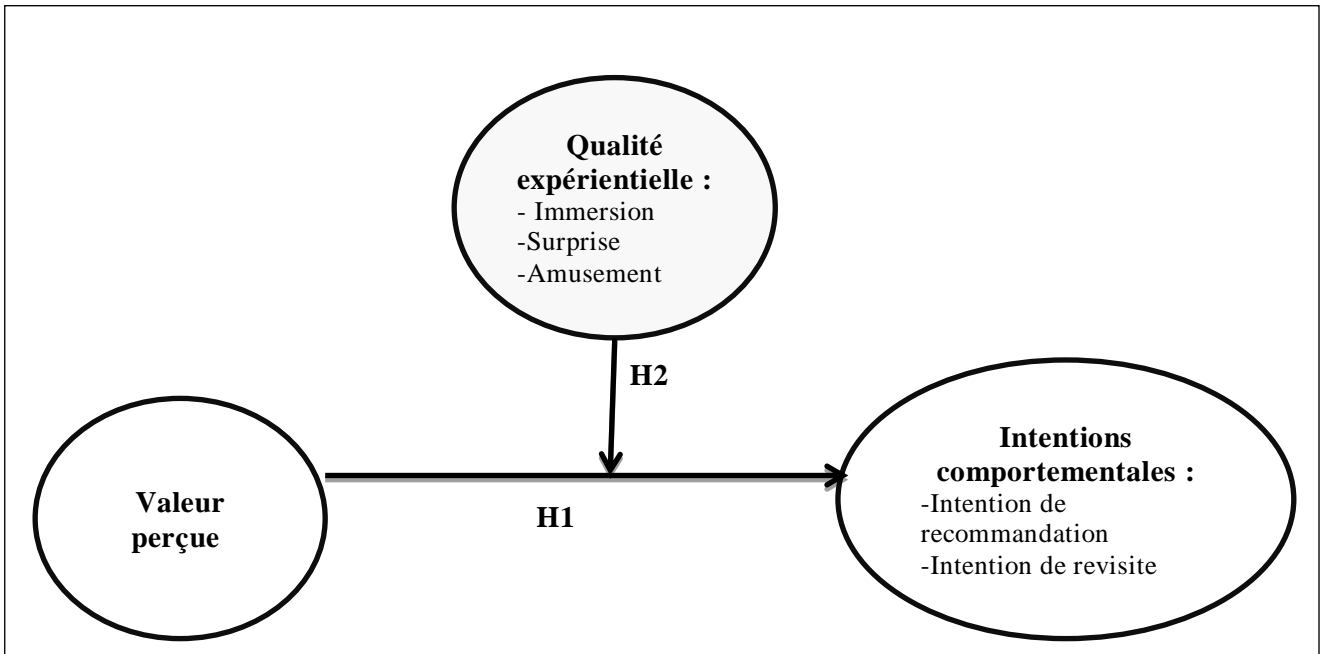 Qualité
expérientielle :
- Immersion
-Surprise
-Amusement
H2
Valeur
perçue
H1
Intentions
comportementales :
-Intention de
recommandation
-Intention de revisite